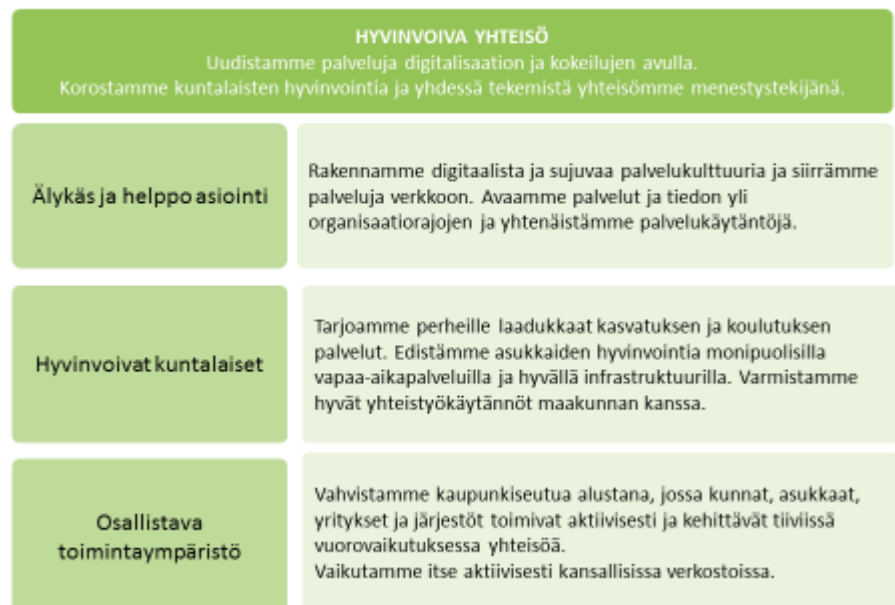 HYVINVOIVA YHTEISÖ
Uudistamme palveluja digitalisaation ja kokeilujen avulla.
Korostamme kuntalaisten hyvinvointia ja yhdessä tekemistä yhteisömme menestystekijänä.
Älykäs ja helppo asiointi
Rakennamme digitaalista ja sujuvaa palvelukulttuuria ja siirrämme
palveluja verkkoon. Avaamme palvelut ja tiedon yli
organisaatiorajojen ja yhtenäistämme palvelukäytäntöjä.
Hyvinvoivat kuntalaiset
Tarjoamme perheille laadukkaat kasvatuksen ja koulutuksen
palvelut. Edistämme asukkaiden hyvinvointia monipuolisilla
vapaa-aikapalveluilla ja hyvällä infrastruktuurilla. Varmistamme
hyvät yhteistyökäytännöt maakunnan kanssa.
Osallistava
toimintaympäristö
Vahvistamme kaupunkiseutua alustana, jossa kunnat, asukkaat,
yritykset ja järjestöt toimivat aktiivisesti ja kehittävät tiiviissä
vuorovaikutuksessa yhteisöä.
Vaikutamme itse aktiivisesti kansallisissa verkostoissa.